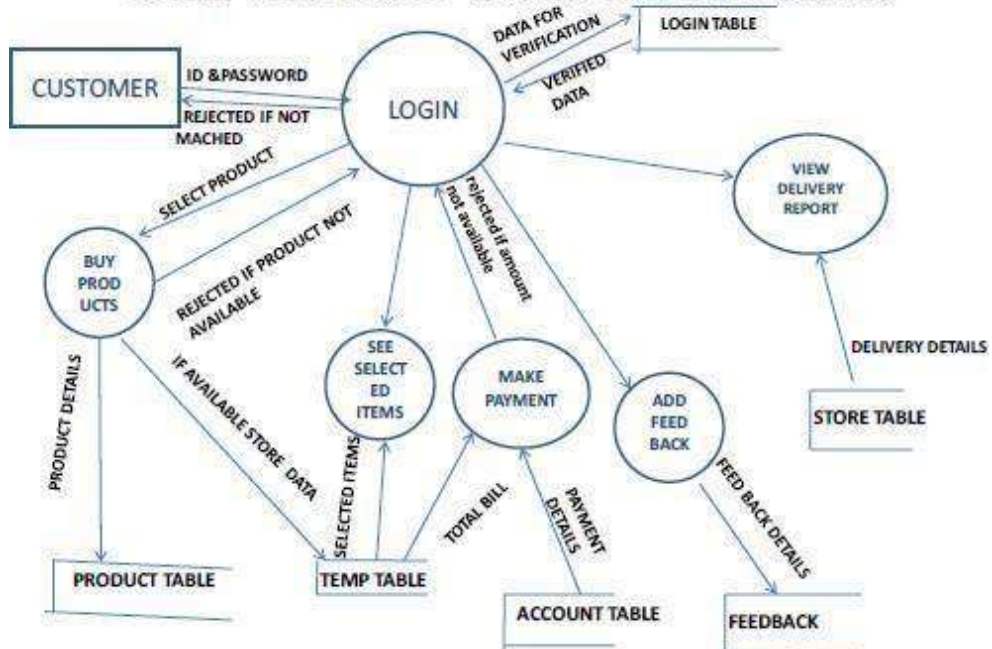 DATA FOR
VERIFICATION
LOGIN TABLE
VERIFIED
DATA
CUSTOMER
ID &PASSWORD
REJECTED IF NOT
MACHED
LOGIN
VIEW
DELIVERY
REPORT
SELECT PRODUCT
REJECTED IF PRODUCT NOT
AVAILABLE
rejected if amount
not available
BUY
PROD
UCTS
SEE
SELECT
ED
ITEMS
MAKE
PAYMENT
ADD
FEED
BACK
DELIVERY DETAILS
STORE TABLE
PRODUCT DETAILS
IF AVAILABLE STORE DATA
SELECTED ITEMS
TOTAL BILL
PAYMENT
DETAILS
FEED BACK DETAILS
PRODUCT TABLE
TEMP TABLE
ACCOUNT TABLE
FEEDBACK